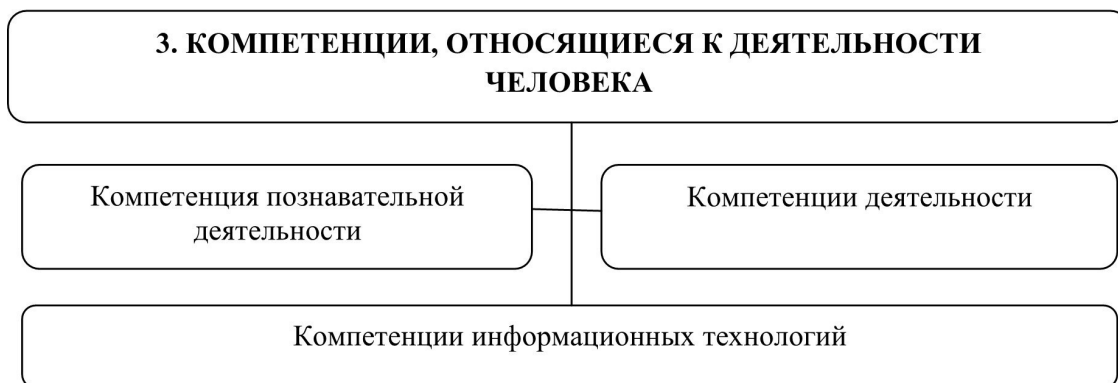 3. КОМПЕТЕНЦИИ, ОТНОСЯЩИЕСЯ К ДЕЯТЕЛЬНОСТИ
ЧЕЛОВЕКА
Компетенция познавательной
деятельности
Компетенции деятельности
Компетенции информационных технологий